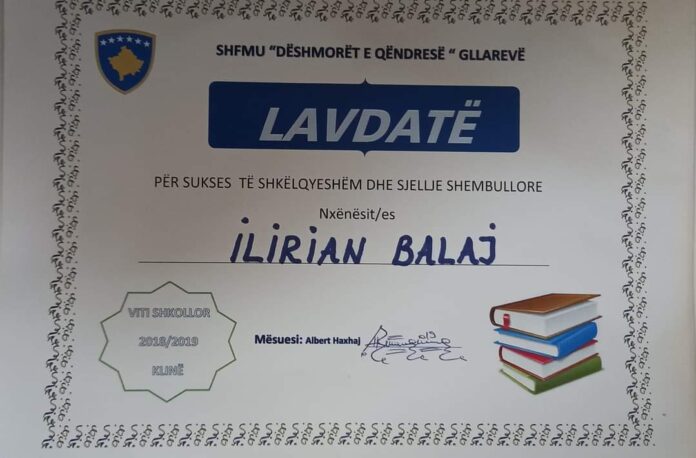 SHFMU “DËSHMORËT E QËNDRESË “ GLLAREVË
LAVDATË
PËR SUKSES TË SHKËLQYESHËM DHE SJELLJE SHEMBULLORE
Nxënësit/es
ILIRIAN BALAJ
VITI SHKOLLOR
2018/2019
KLINË
Mësuesi: Albert Haxhaj